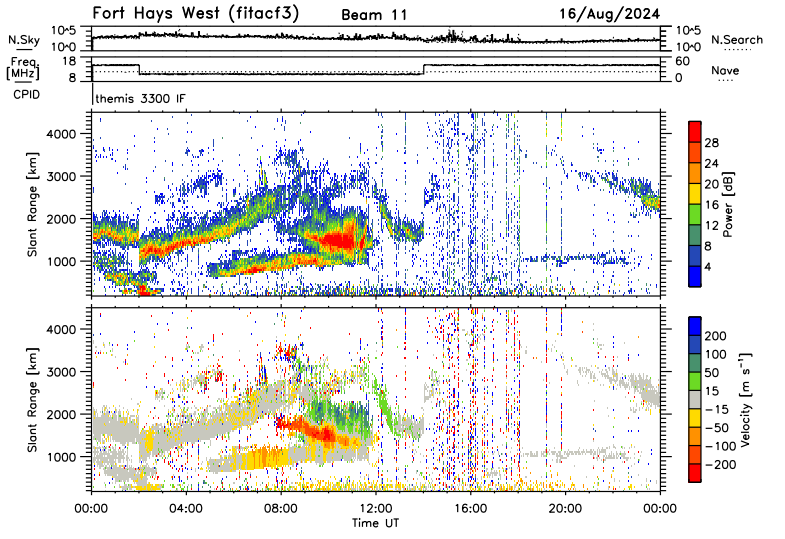 Fort Hays West (fitacf3) Beam 11 16/Aug/2024
N.Sky 10^5 10^0 10^5 10^0 N.Search
Freq. [MHz] 18 8 60 0 Nave
CPID themis 3300 IF
Slant Range [km] 4000 3000 2000 1000
Power [dB] 28 24 20 16 12 8 4
Slant Range [km] 4000 3000 2000 1000
Velocity [m s⁻¹] 200 100 50 15 −15 −50 −100 −200
00:00 04:00 08:00 12:00 16:00 20:00 00:00
Time UT